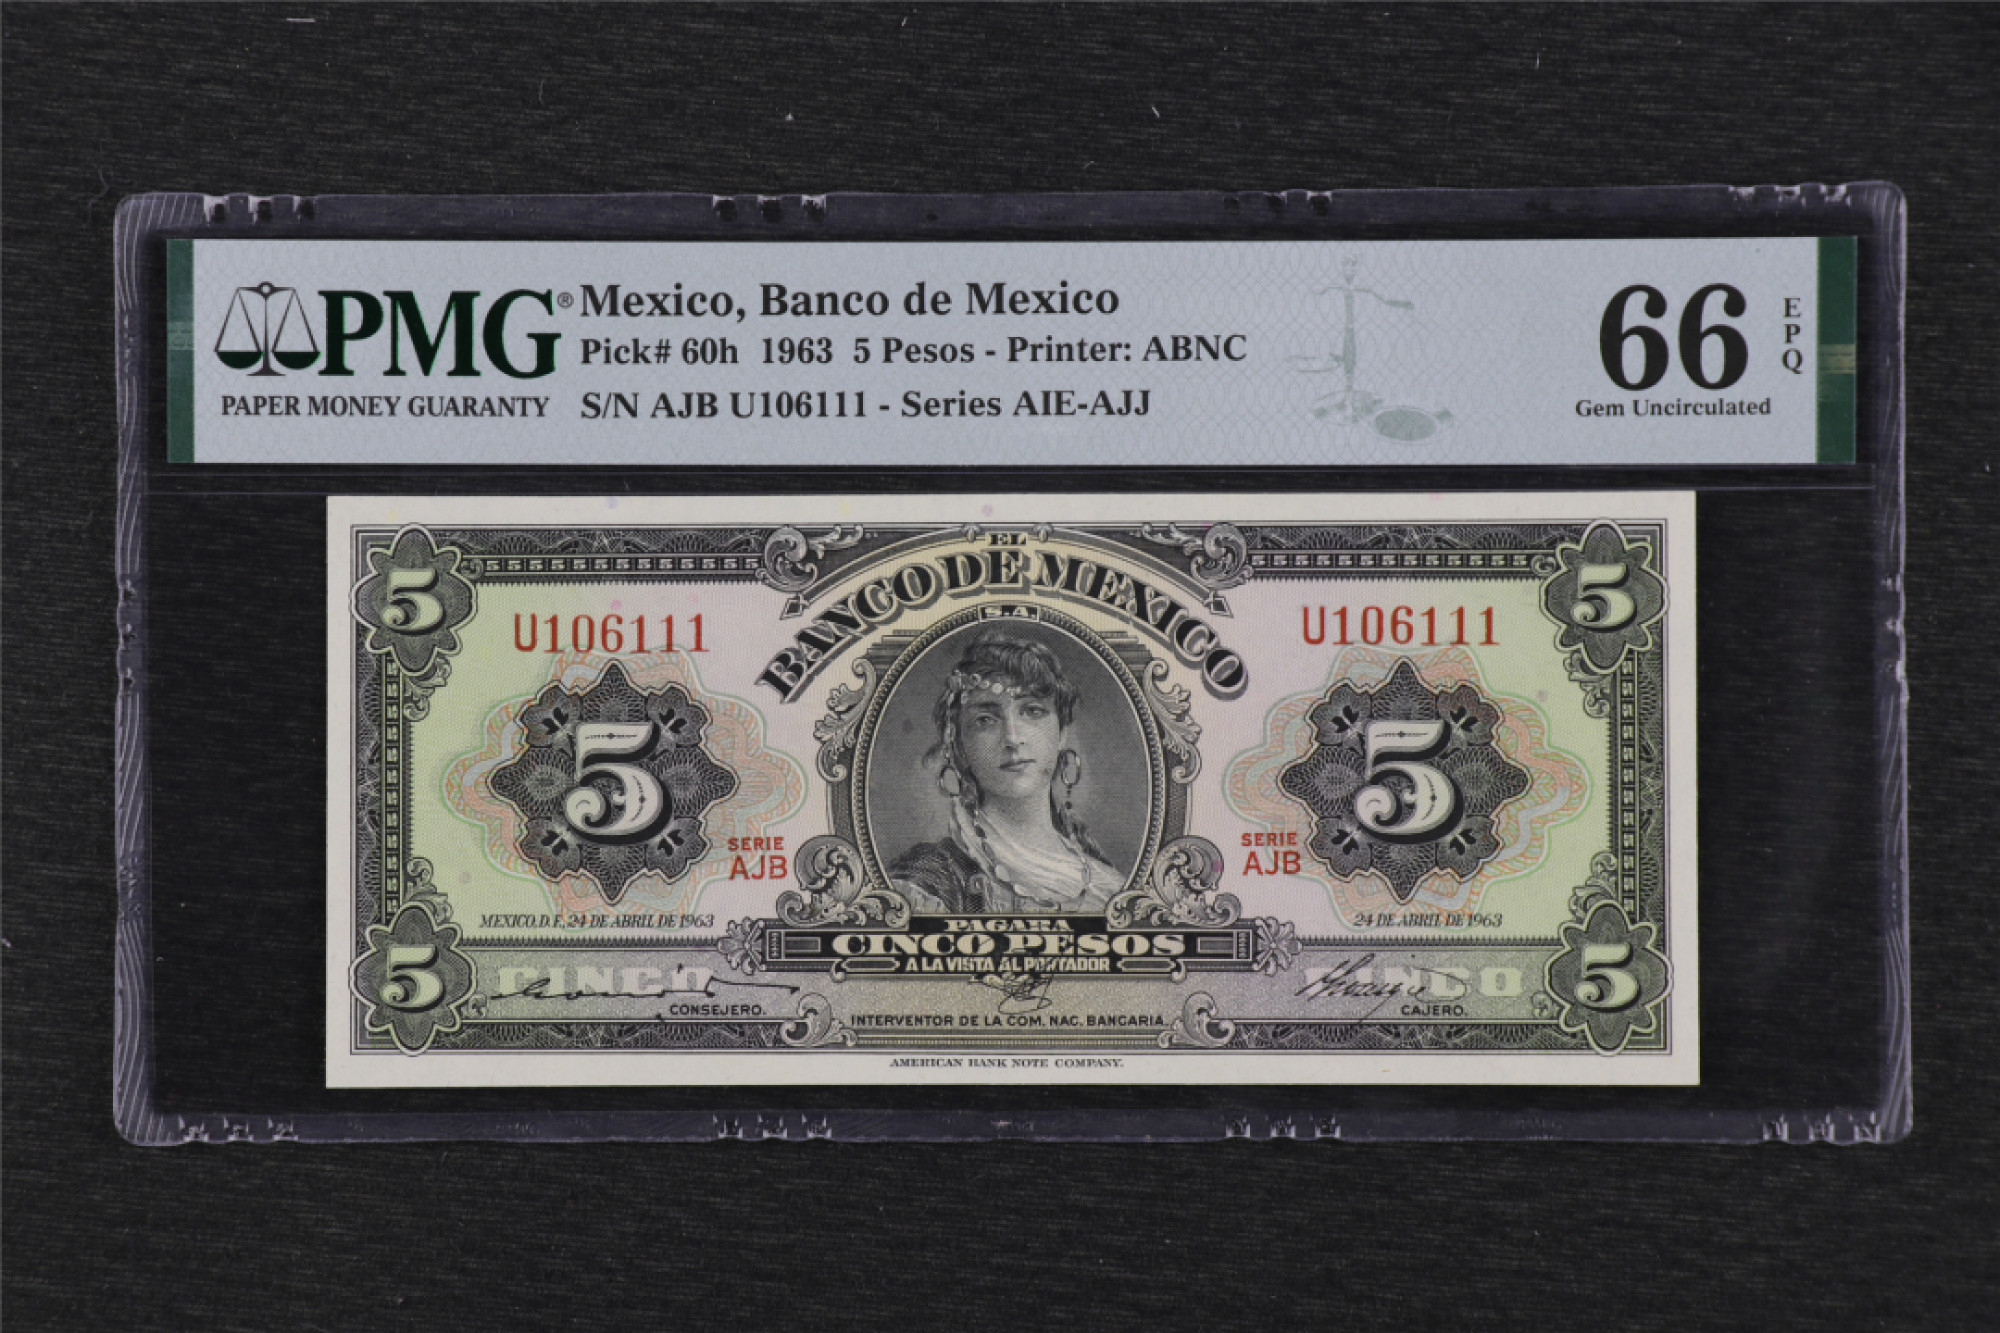 PMG®
PAPER MONEY GUARANTY
Mexico, Banco de Mexico
Pick# 60h 1963 5 Pesos - Printer: ABNC
S/N AJB U106111 - Series AIE-AJJ
66
EPQ
Gem Uncirculated
EL
BANCO DE MEXICO
S.A.
5
5
U106111
U106111
5
5
SERIE
AJB
SERIE
AJB
MEXICO, D. F., 24 DE ABRIL DE 1963
24 DE ABRIL DE 1963
PAGARA
CINCO PESOS
A LA VISTA AL PORTADOR
5
CINCO
CINCO
5
CONSEJERO.
INTERVENTOR DE LA COM. NAC. BANCARIA
CAJERO.
AMERICAN BANK NOTE COMPANY.